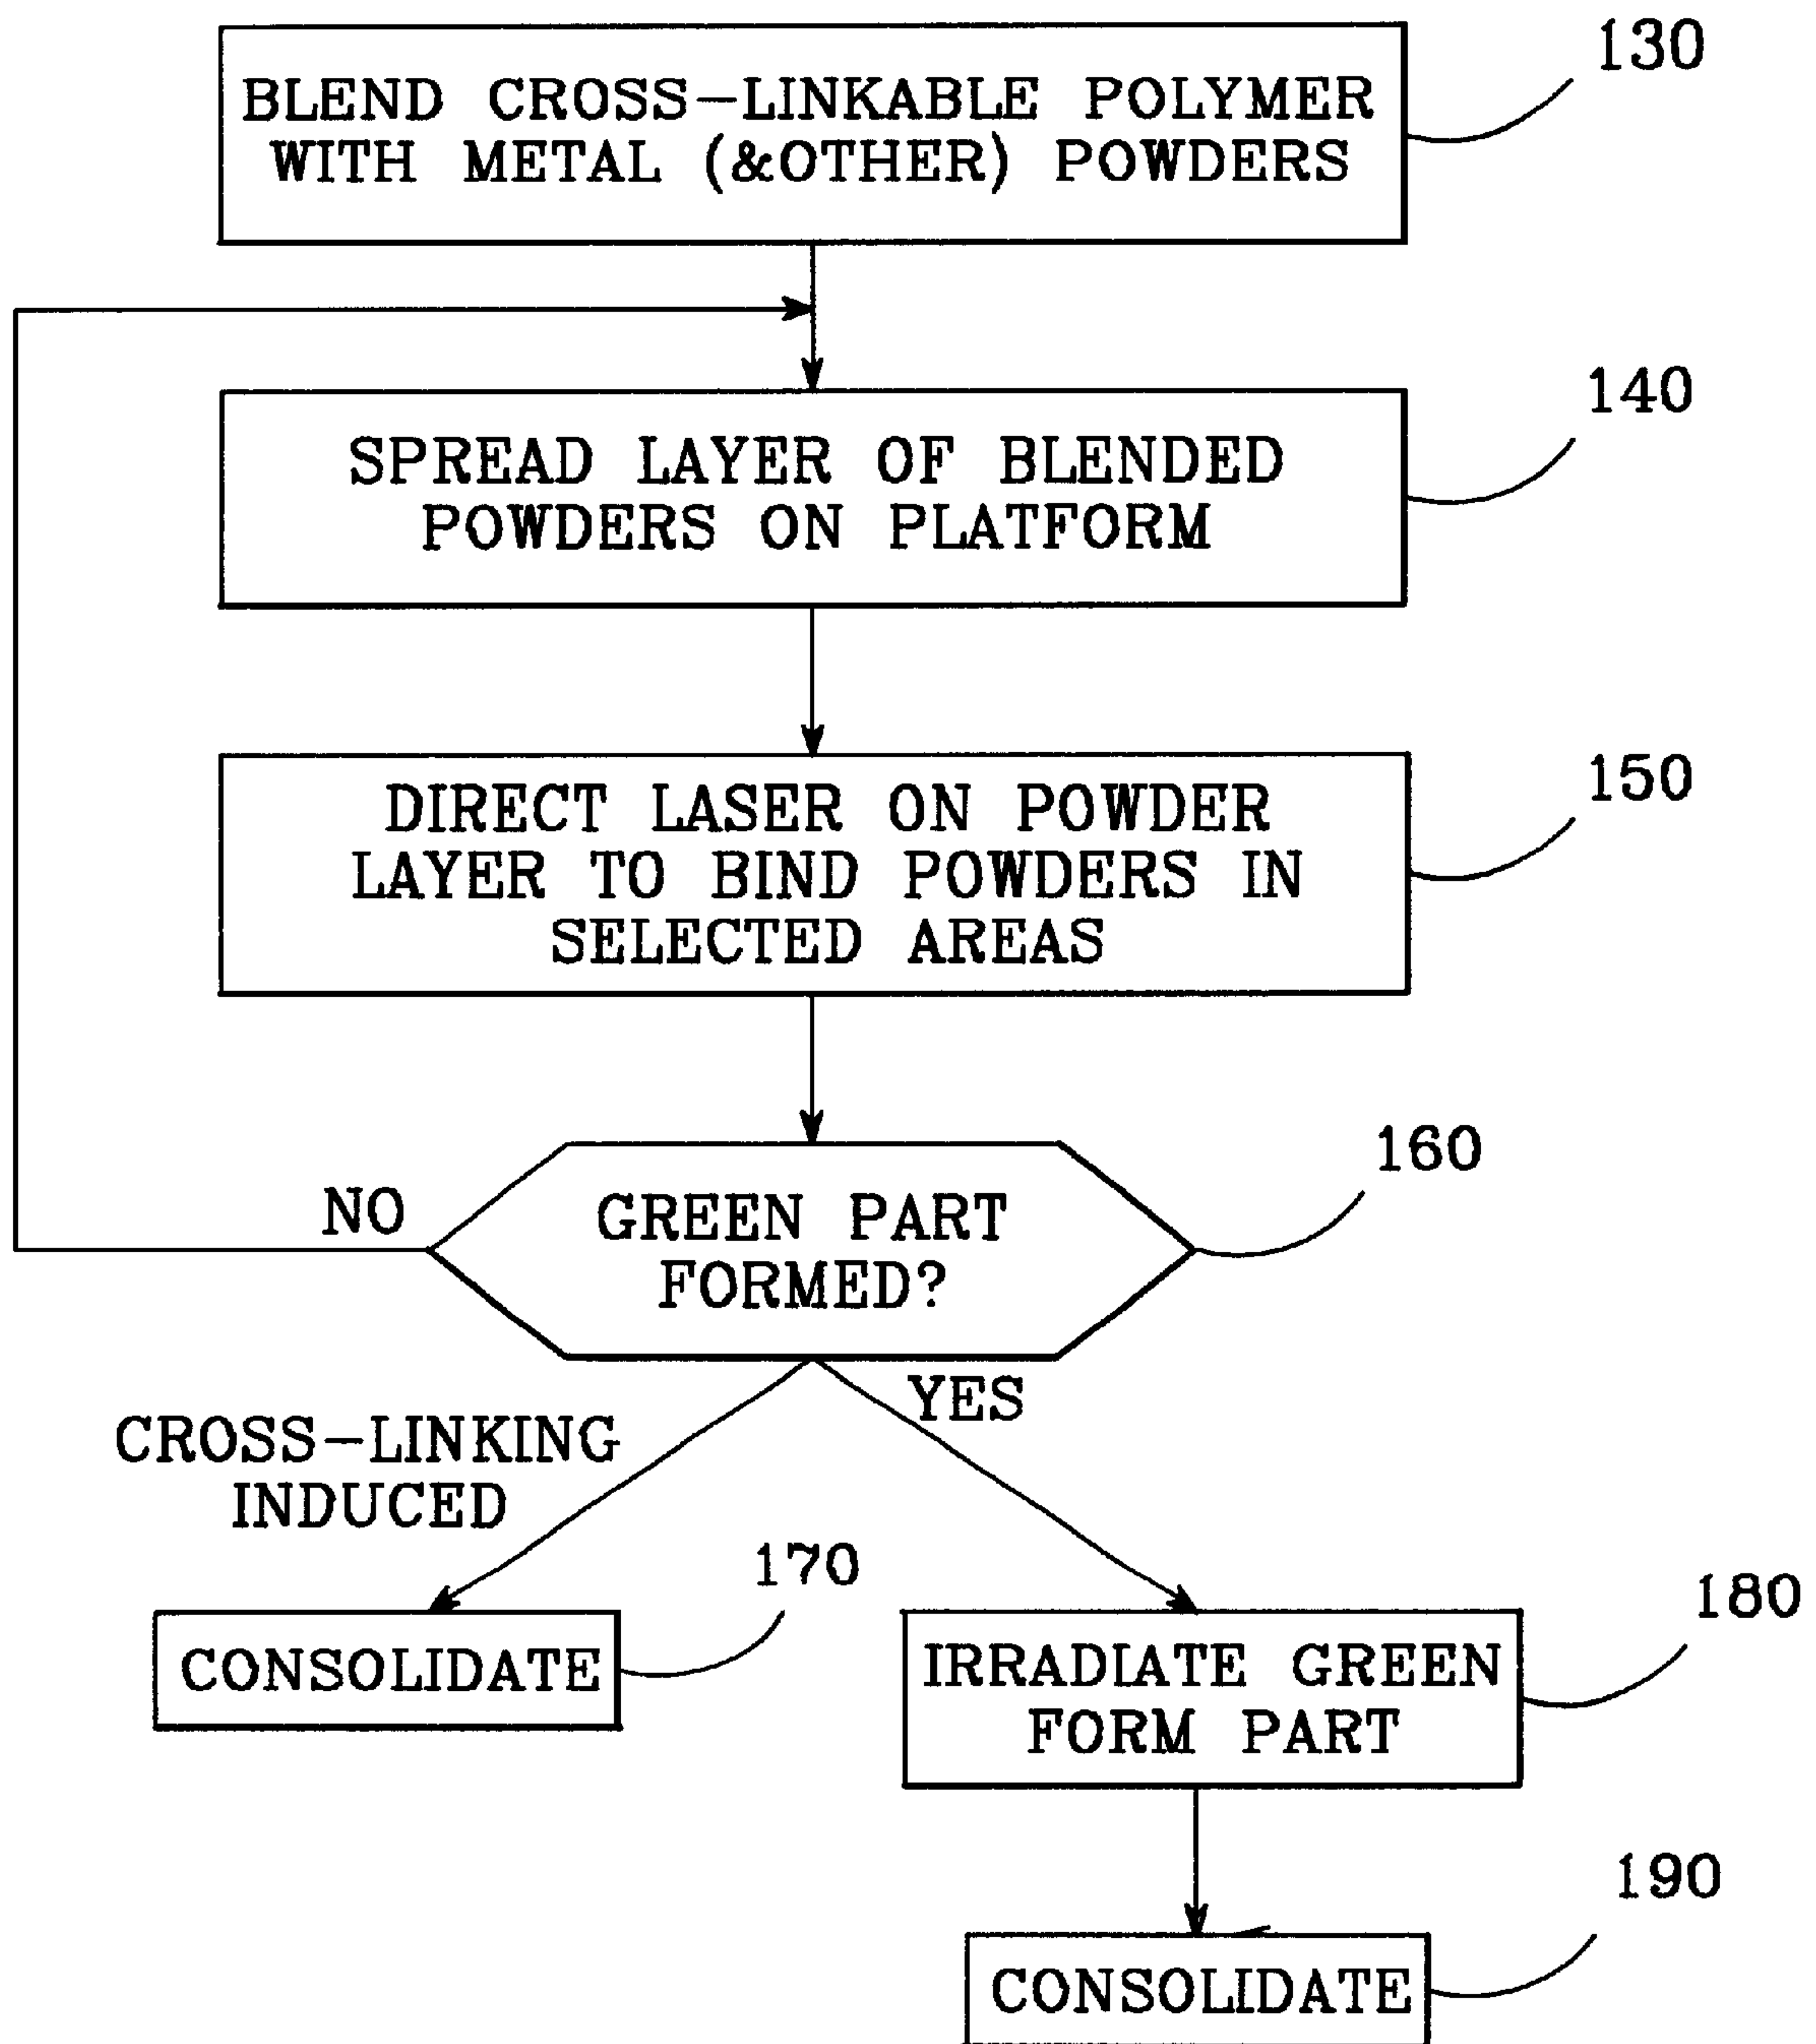 130
BLEND CROSS-LINKABLE POLYMER
WITH METAL (&OTHER) POWDERS
140
SPREAD LAYER OF BLENDED
POWDERS ON PLATFORM
150
DIRECT LASER ON POWDER
LAYER TO BIND POWDERS IN
SELECTED AREAS
160
NO
GREEN PART
FORMED?
YES
CROSS-LINKING
INDUCED
170
CONSOLIDATE
180
IRRADIATE GREEN
FORM PART
190
CONSOLIDATE